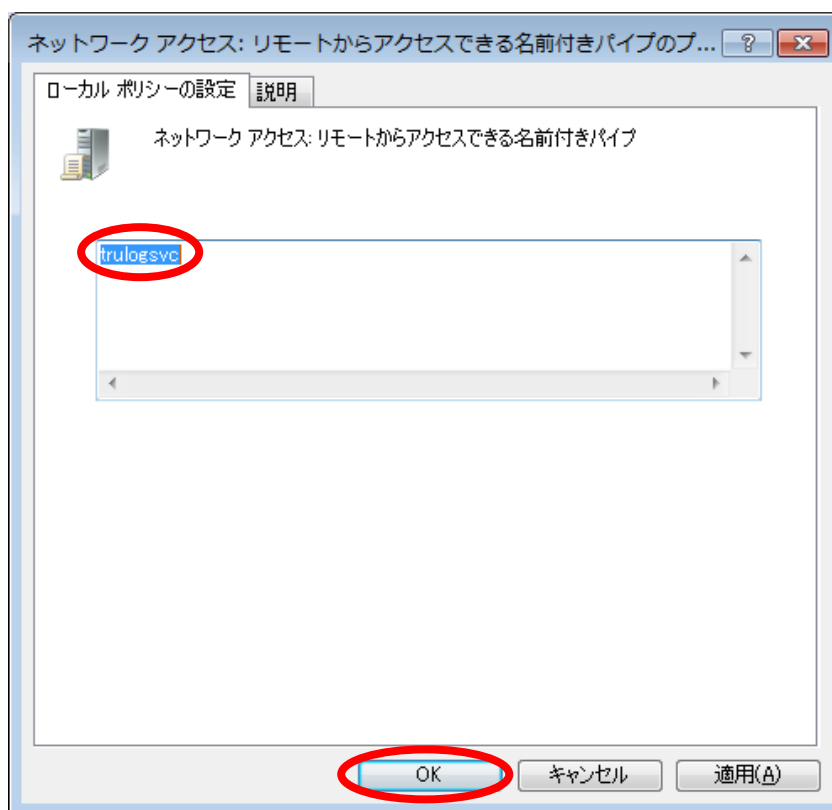 ネットワーク アクセス: リモートからアクセスできる名前付きパイプのプ... ?
ローカル ポリシーの設定 説明
ネットワーク アクセス: リモートからアクセスできる名前付きパイプ
trulogsvc
OK キャンセル 適用(A)